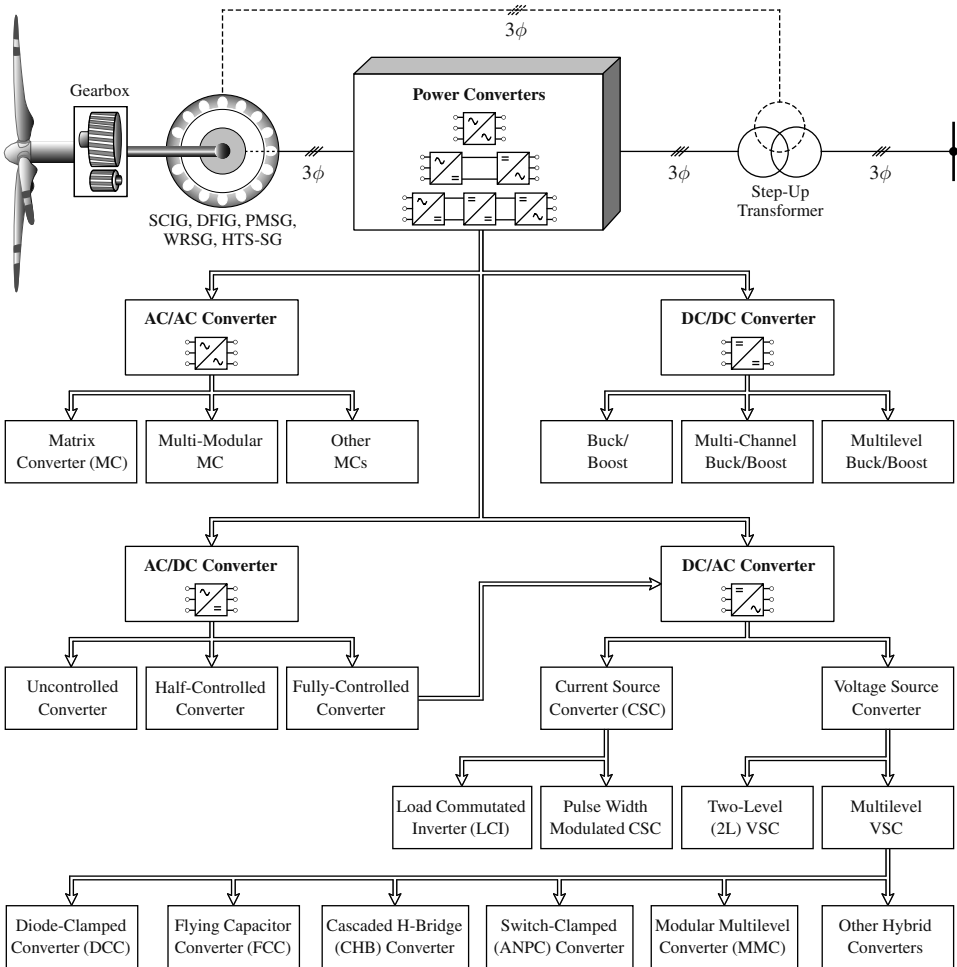 3ϕ
Gearbox
Power Converters
3ϕ
3ϕ
3ϕ
SCIG, DFIG, PMSG,
WRSG, HTS-SG
Step-Up
Transformer
AC/AC Converter
DC/DC Converter
Matrix
Converter (MC)
Multi-Modular
MC
Other
MCs
Buck/
Boost
Multi-Channel
Buck/Boost
Multilevel
Buck/Boost
AC/DC Converter
DC/AC Converter
Uncontrolled
Converter
Half-Controlled
Converter
Fully-Controlled
Converter
Current Source
Converter (CSC)
Voltage Source
Converter
Load Commutated
Inverter (LCI)
Pulse Width
Modulated CSC
Two-Level
(2L) VSC
Multilevel
VSC
Diode-Clamped
Converter (DCC)
Flying Capacitor
Converter (FCC)
Cascaded H-Bridge
(CHB) Converter
Switch-Clamped
(ANPC) Converter
Modular Multilevel
Converter (MMC)
Other Hybrid
Converters